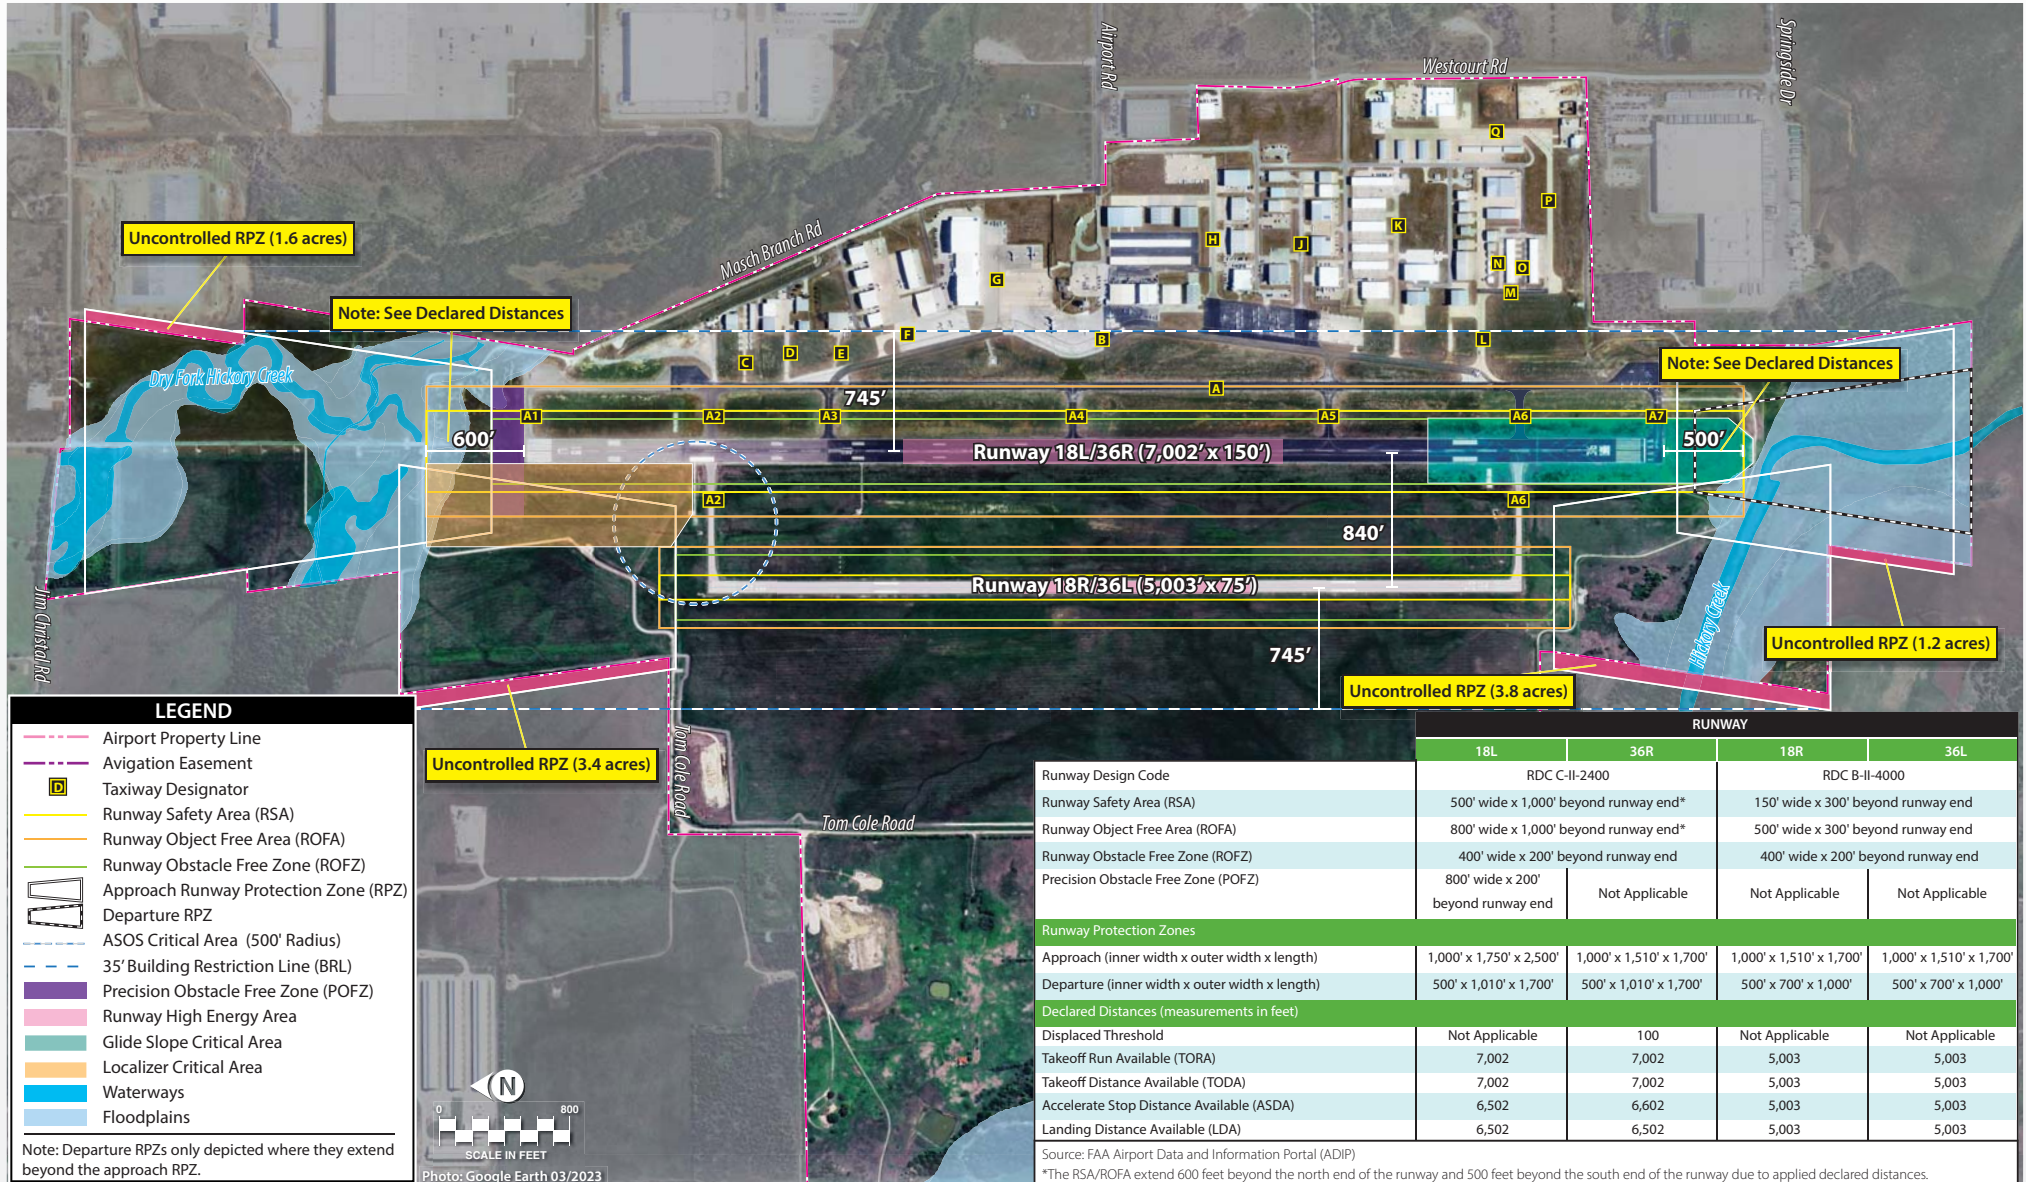 Airport Rd
Westcourt Rd
Springside Dr
Masch Branch Rd
Uncontrolled RPZ (1.6 acres)
Note: See Declared Distances
Dry Fork Hickory Creek
Q
P
K
H
J
N
O
M
G
F
B
L
C
D
E
A
Note: See Declared Distances
745'
A1
A2
A3
A4
A5
A6
A7
600'
Runway 18L/36R (7,002' x 150')
500'
A2
A6
840'
Runway 18R/36L (5,003' x 75')
745'
Jim Christal Rd
Hickory Creek
Uncontrolled RPZ (1.2 acres)
Uncontrolled RPZ (3.8 acres)
Uncontrolled RPZ (3.4 acres)
Tom Cole Road
Tom Cole Road
LEGEND
Airport Property Line
Avigation Easement
D Taxiway Designator
Runway Safety Area (RSA)
Runway Object Free Area (ROFA)
Runway Obstacle Free Zone (ROFZ)
Approach Runway Protection Zone (RPZ)
Departure RPZ
ASOS Critical Area (500' Radius)
35' Building Restriction Line (BRL)
Precision Obstacle Free Zone (POFZ)
Runway High Energy Area
Glide Slope Critical Area
Localizer Critical Area
Waterways
Floodplains
Note: Departure RPZs only depicted where they extend
beyond the approach RPZ.
N
0 800
SCALE IN FEET
Photo: Google Earth 03/2023
RUNWAY
18L 36R 18R 36L
Runway Design Code RDC C-II-2400 RDC B-II-4000
Runway Safety Area (RSA) 500' wide x 1,000' beyond runway end* 150' wide x 300' beyond runway end
Runway Object Free Area (ROFA) 800' wide x 1,000' beyond runway end* 500' wide x 300' beyond runway end
Runway Obstacle Free Zone (ROFZ) 400' wide x 200' beyond runway end 400' wide x 200' beyond runway end
Precision Obstacle Free Zone (POFZ) 800' wide x 200' beyond runway end Not Applicable Not Applicable Not Applicable
Runway Protection Zones
Approach (inner width x outer width x length) 1,000' x 1,750' x 2,500' 1,000' x 1,510' x 1,700' 1,000' x 1,510' x 1,700' 1,000' x 1,510' x 1,700'
Departure (inner width x outer width x length) 500' x 1,010' x 1,700' 500' x 1,010' x 1,700' 500' x 700' x 1,000' 500' x 700' x 1,000'
Declared Distances (measurements in feet)
Displaced Threshold Not Applicable 100 Not Applicable Not Applicable
Takeoff Run Available (TORA) 7,002 7,002 5,003 5,003
Takeoff Distance Available (TODA) 7,002 7,002 5,003 5,003
Accelerate Stop Distance Available (ASDA) 6,502 6,602 5,003 5,003
Landing Distance Available (LDA) 6,502 6,502 5,003 5,003
Source: FAA Airport Data and Information Portal (ADIP)
*The RSA/ROFA extend 600 feet beyond the north end of the runway and 500 feet beyond the south end of the runway due to applied declared distances.